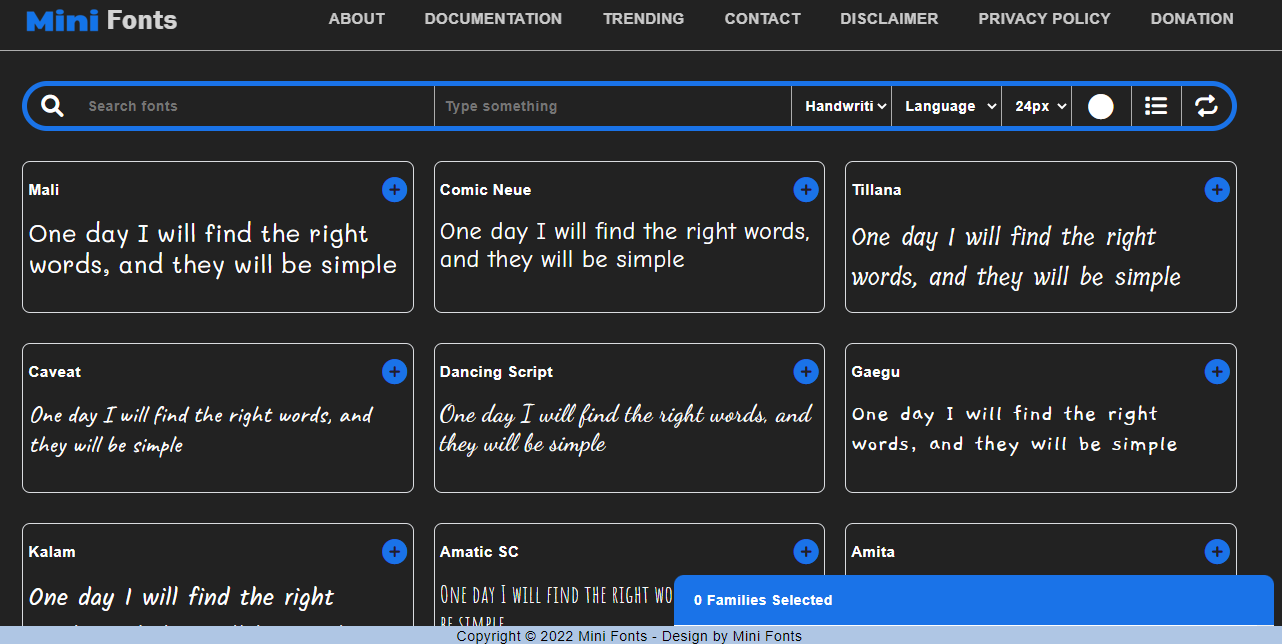 Mini Fonts ABOUT DOCUMENTATION TRENDING CONTACT DISCLAIMER PRIVACY POLICY DONATION
Search fonts Type something Handwriti Language 24px
Mali
One day I will find the right
words, and they will be simple
Comic Neue
One day I will find the right words,
and they will be simple
Tillana
One day I will find the right
words, and they will be simple
Caveat
One day I will find the right words, and
they will be simple
Dancing Script
One day I will find the right words, and
they will be simple
Gaegu
One day I will find the right
words, and they will be simple
Kalam
One day I will find the right
Amatic SC
One day I will find the right wo
be simple
Amita
0 Families Selected
Copyright © 2022 Mini Fonts - Design by Mini Fonts